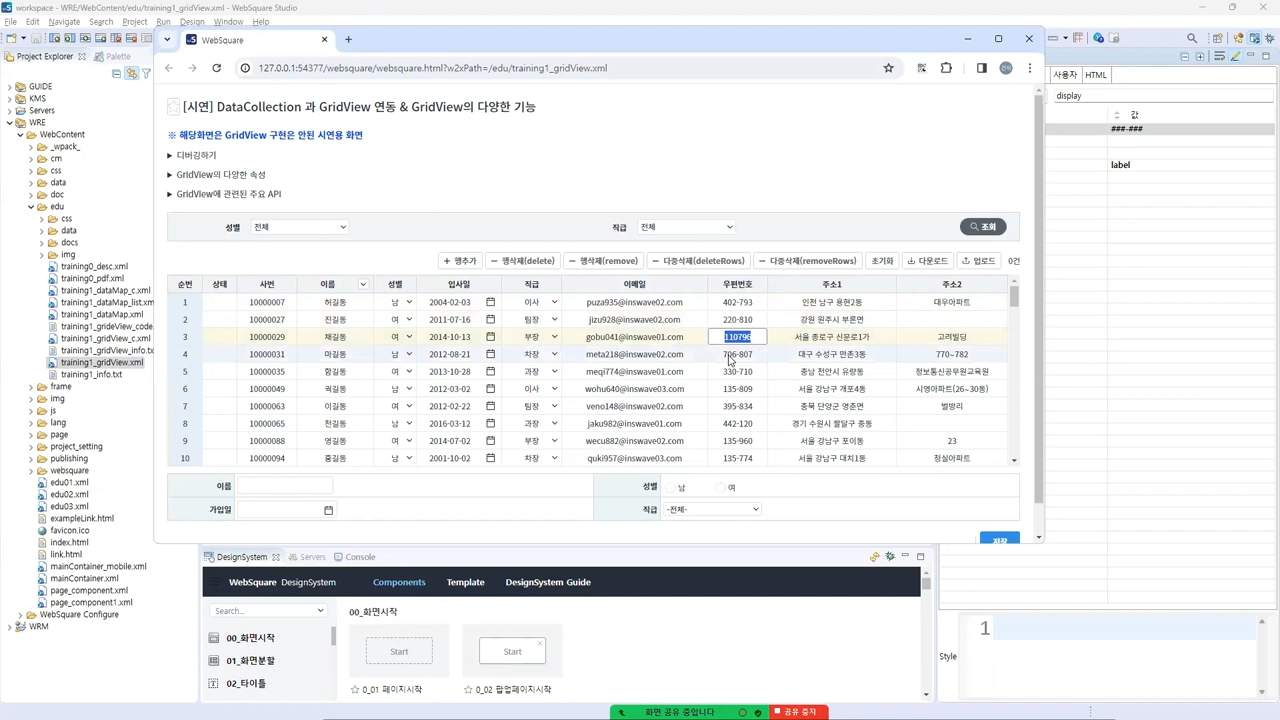 workspace - WRE/WebContent/edu/training1_gridView.xml - WebSquare Studio
File Edit Navigate Search Project Run Design Window Help
Project Explorer
Palette
GUIDE
KMS
Servers
WRE
WebContent
_wpack_
cm
css
data
doc
edu
css
data
docs
img
training0_desc.xml
training0_pdf.xml
training1_dataMap_c.xml
training1_dataMap_list.xm
training1_dataMap.xml
training1_grideView_code.
training1_grideView_c.xml
training1_gridView_info.tx
training1_gridView.xml
training1_info.txt
frame
img
js
lang
page
project_setting
publishing
websquare
edu01.xml
edu02.xml
edu03.xml
exampleLink.html
favicon.ico
index.html
link.html
mainContainer_mobile.xml
mainContainer.xml
page_component.xml
page_component1.xml
WebSquare Configure
WRM
WebSquare
127.0.0.1:54377/websquare/websquare.html?w2xPath=/edu/training1_gridView.xml
[시연] DataCollection 과 GridView 연동 & GridView의 다양한 기능
※ 해당화면은 GridView 구현은 안된 시연용 화면
▶ 디버깅하기
▶ GridView의 다양한 속성
▶ GridView에 관련된 주요 API
성별 전체 직급 전체 조회
+ 행추가 − 행삭제(delete) − 행삭제(remove) − 다중삭제(deleteRows) − 다중삭제(removeRows) 초기화 다운로드 업로드 0건
순번 상태 사번 이름 성별 입사일 직급 이메일 우편번호 주소1 주소2
1 10000007 허길동 남 2004-02-03 이사 puza935@inswave02.com 402-793 인천 남구 용현2동 대우아파트
2 10000027 진길동 여 2011-07-16 팀장 jizu928@inswave02.com 220-810 강원 원주시 부론면
3 10000029 채길동 여 2014-10-13 부장 gobu041@inswave01.com 110796 서울 종로구 신문로1가 고려빌딩
4 10000031 마길동 남 2012-08-21 차장 meta218@inswave02.com 706-807 대구 수성구 만촌3동 770~782
5 10000035 함길동 여 2013-10-28 과장 meqi774@inswave01.com 330-710 충남 천안시 유량동 정보통신공무원교육원
6 10000049 곽길동 남 2012-03-02 이사 wohu640@inswave03.com 135-809 서울 강남구 개포4동 시영아파트(26~30동)
7 10000063 이길동 남 2012-02-22 팀장 veno148@inswave02.com 395-834 충북 단양군 영춘면 별방리
8 10000065 천길동 남 2016-03-12 과장 jaku982@inswave01.com 442-120 경기 수원시 팔달구 중동
9 10000088 영길동 여 2014-07-02 부장 wecu882@inswave02.com 135-960 서울 강남구 포이동 23
10 10000094 홍길동 남 2001-10-02 차장 quki957@inswave03.com 135-774 서울 강남구 대치1동 청실아파트
이름 성별 남 여
가입일 직급 -전체-
저장
사용자 HTML
display
값
###-###
label
DesignSystem Servers Console
WebSquare DesignSystem Components Template DesignSystem Guide
Search...
00_화면시작
01_화면분할
02_타이틀
00_화면시작
Start
Start
0_01 페이지시작
0_02 팝업페이지시작
1
Style
화면 공유 중입니다
공유 중지